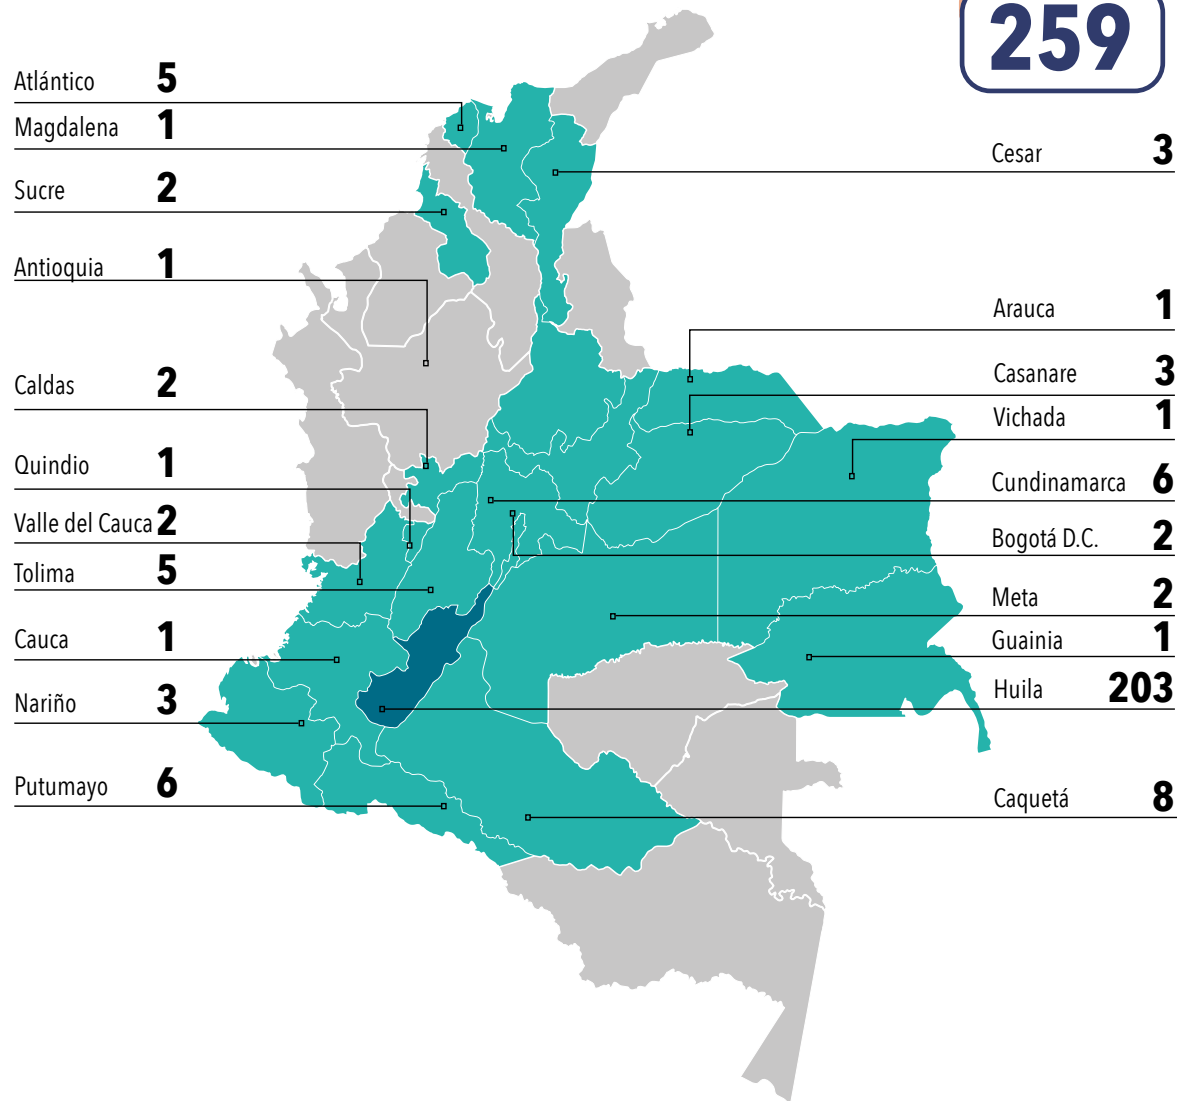 259
Atlántico 5
Magdalena 1
Sucre 2
Antioquia 1
Caldas 2
Quindio 1
Valle del Cauca 2
Tolima 5
Cauca 1
Nariño 3
Putumayo 6
Cesar 3
Arauca 1
Casanare 3
Vichada 1
Cundinamarca 6
Bogotá D.C. 2
Meta 2
Guainia 1
Huila 203
Caquetá 8